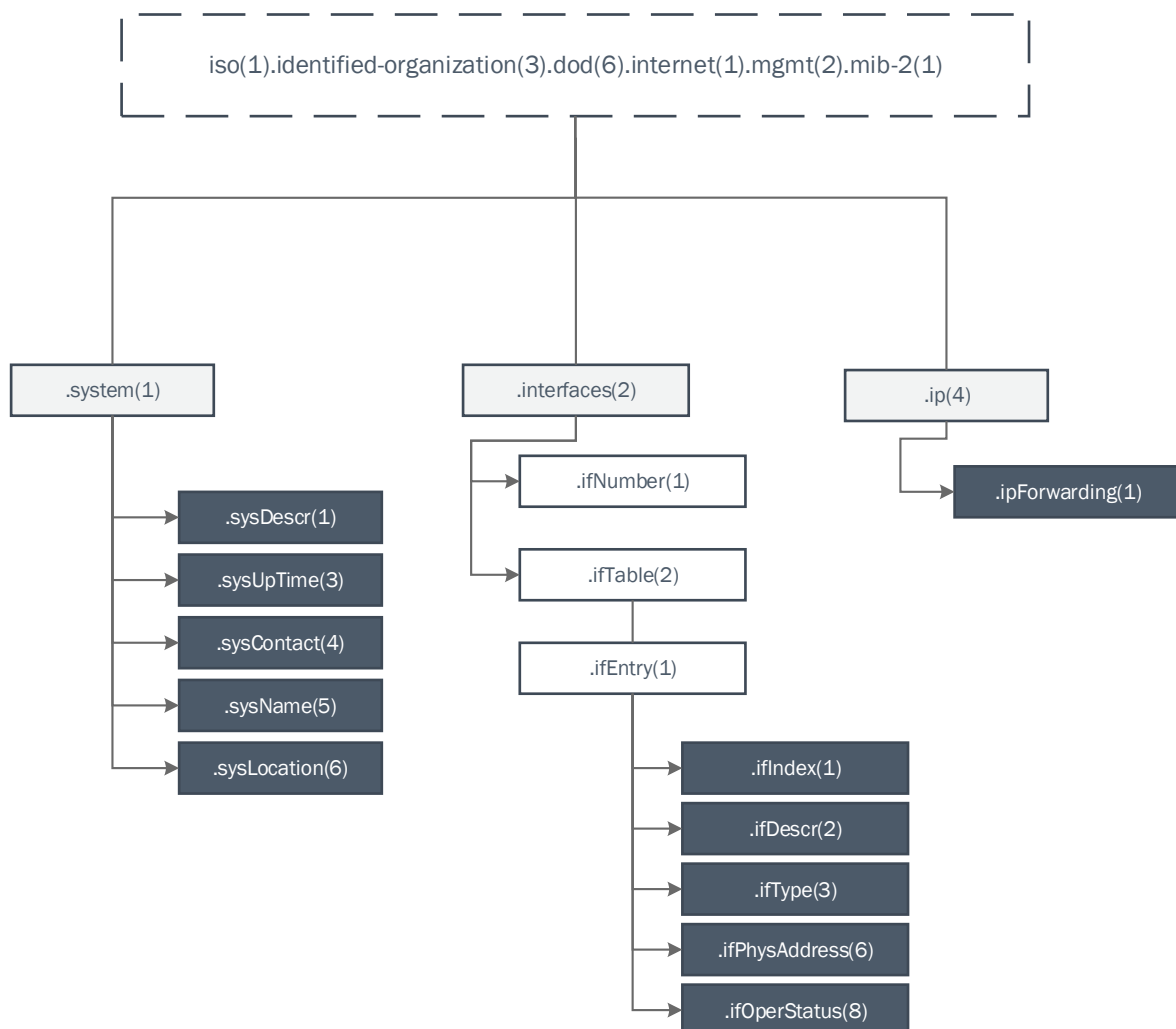 iso(1).identified-organization(3).dod(6).internet(1).mgmt(2).mib-2(1)
.system(1)
.sysDescr(1)
.sysUpTime(3)
.sysContact(4)
.sysName(5)
.sysLocation(6)
.interfaces(2)
.ifNumber(1)
.ifTable(2)
.ifEntry(1)
.ifIndex(1)
.ifDescr(2)
.ifType(3)
.ifPhysAddress(6)
.ifOperStatus(8)
.ip(4)
.ipForwarding(1)